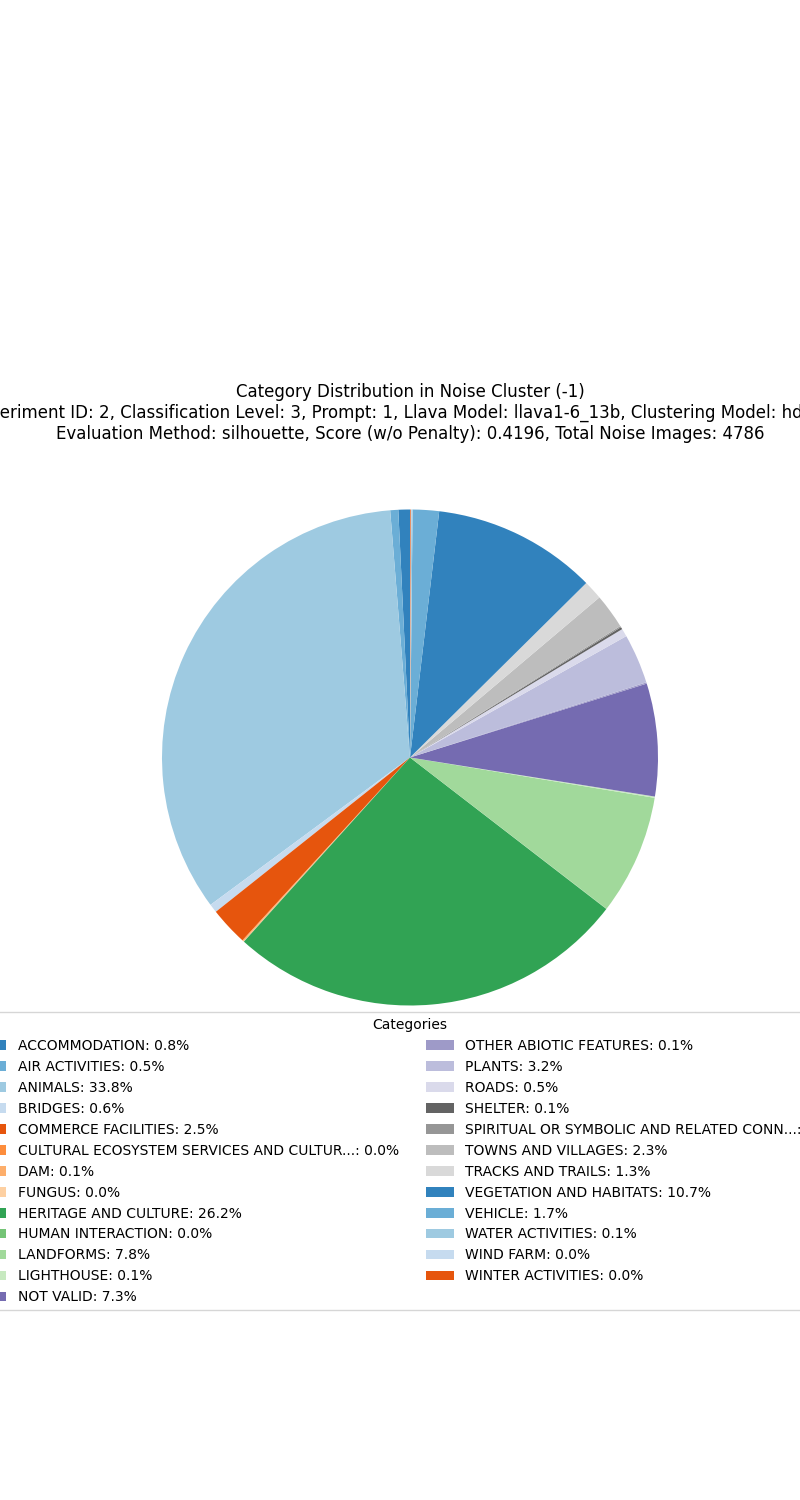 Category Distribution in Noise Cluster (-1)
eriment ID: 2, Classification Level: 3, Prompt: 1, Llava Model: llava1-6_13b, Clustering Model: hd
Evaluation Method: silhouette, Score (w/o Penalty): 0.4196, Total Noise Images: 4786
Categories
ACCOMMODATION: 0.8%
AIR ACTIVITIES: 0.5%
ANIMALS: 33.8%
BRIDGES: 0.6%
COMMERCE FACILITIES: 2.5%
CULTURAL ECOSYSTEM SERVICES AND CULTUR...: 0.0%
DAM: 0.1%
FUNGUS: 0.0%
HERITAGE AND CULTURE: 26.2%
HUMAN INTERACTION: 0.0%
LANDFORMS: 7.8%
LIGHTHOUSE: 0.1%
NOT VALID: 7.3%
OTHER ABIOTIC FEATURES: 0.1%
PLANTS: 3.2%
ROADS: 0.5%
SHELTER: 0.1%
SPIRITUAL OR SYMBOLIC AND RELATED CONN...:
TOWNS AND VILLAGES: 2.3%
TRACKS AND TRAILS: 1.3%
VEGETATION AND HABITATS: 10.7%
VEHICLE: 1.7%
WATER ACTIVITIES: 0.1%
WIND FARM: 0.0%
WINTER ACTIVITIES: 0.0%